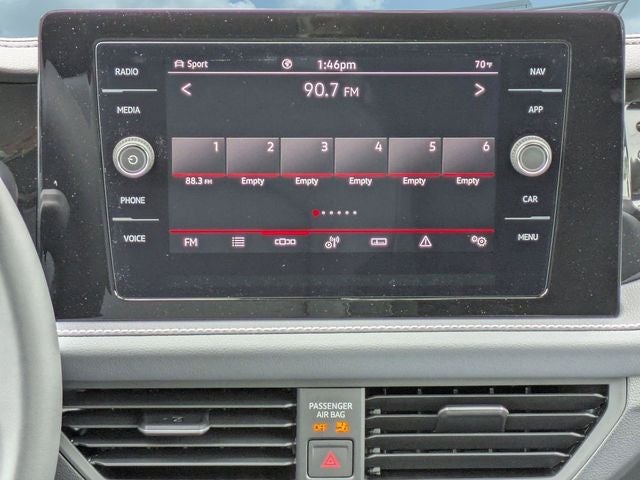 Sport 1:46pm 70°F
RADIO NAV
< 90.7 FM >
MEDIA APP
1 2 3 4 5 6
88.3 FM Empty Empty Empty Empty Empty
PHONE CAR
VOICE FM MENU
PASSENGER
AIR BAG
OFF